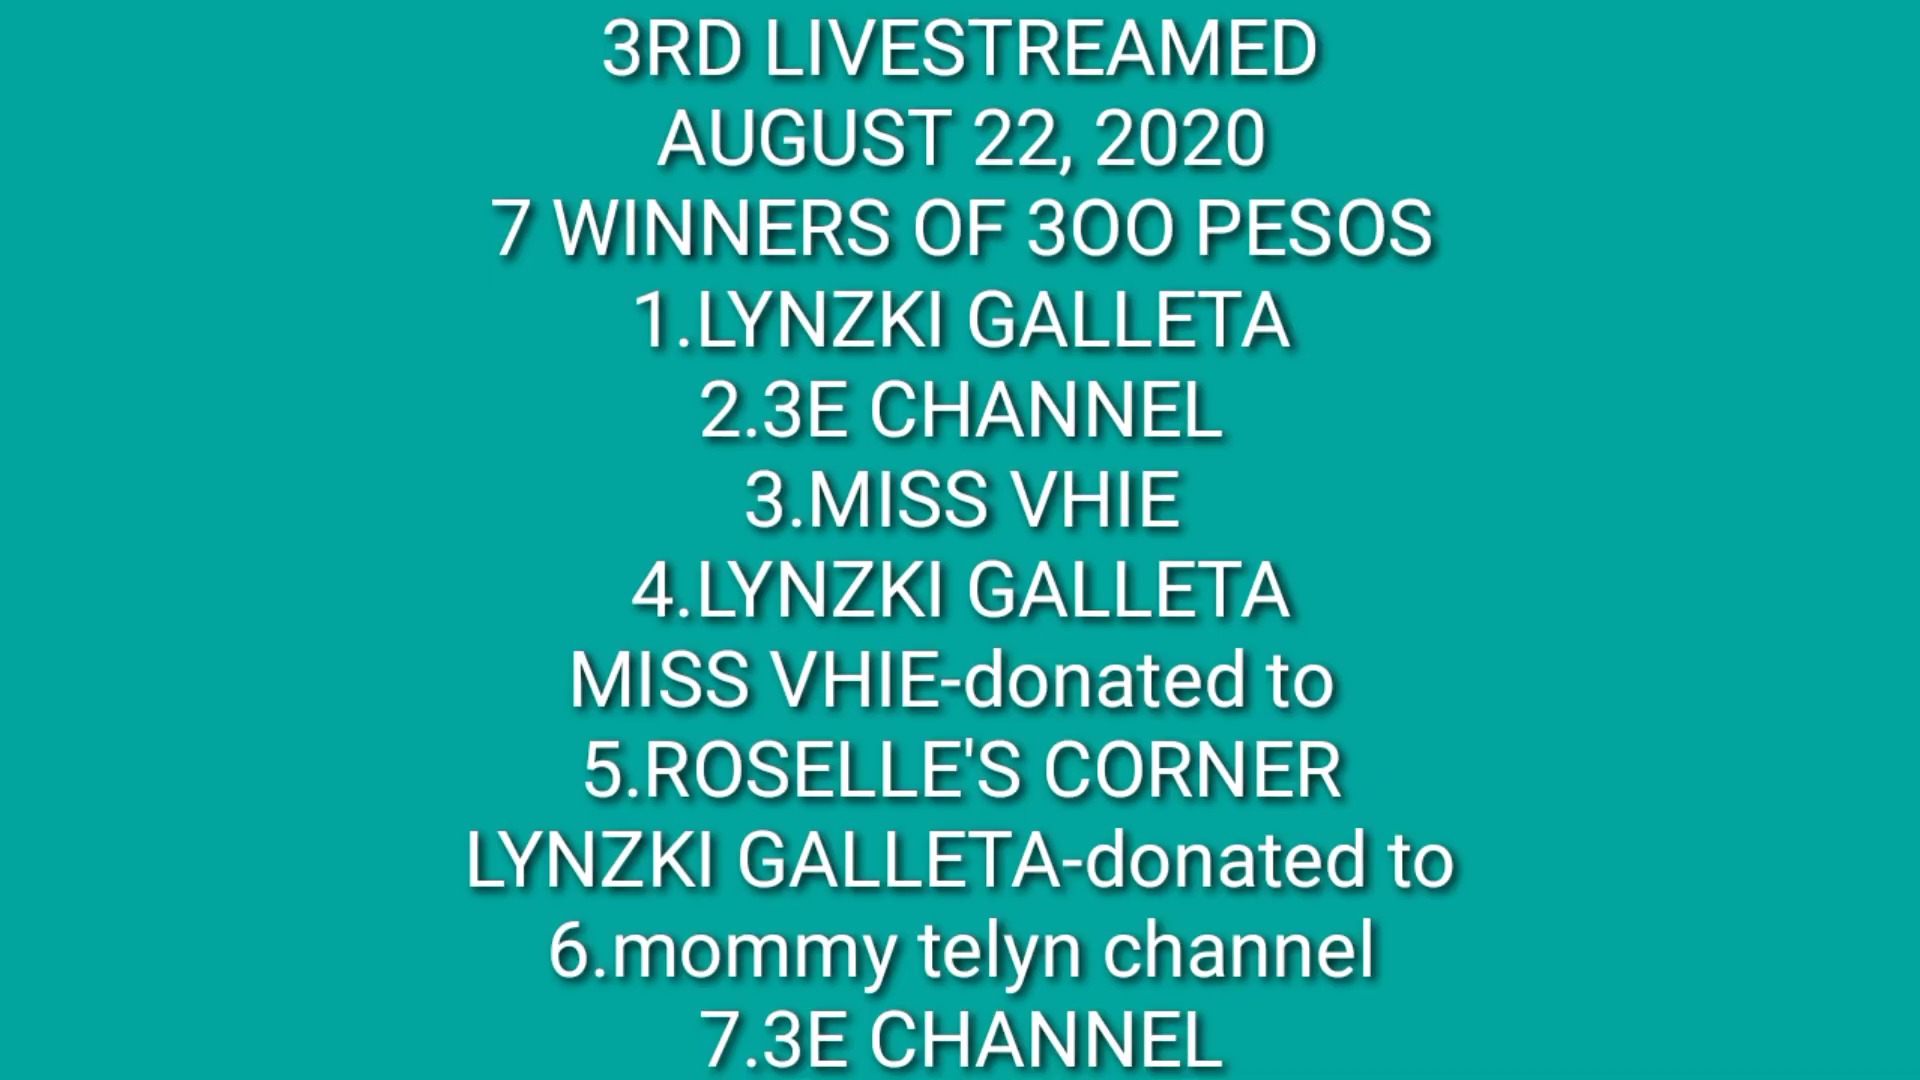 3RD LIVESTREAMED
AUGUST 22, 2020
7 WINNERS OF 3OO PESOS
1.LYNZKI GALLETA
2.3E CHANNEL
3.MISS VHIE
4.LYNZKI GALLETA
MISS VHIE-donated to
5.ROSELLE'S CORNER
LYNZKI GALLETA-donated to
6.mommy telyn channel
7.3E CHANNEL